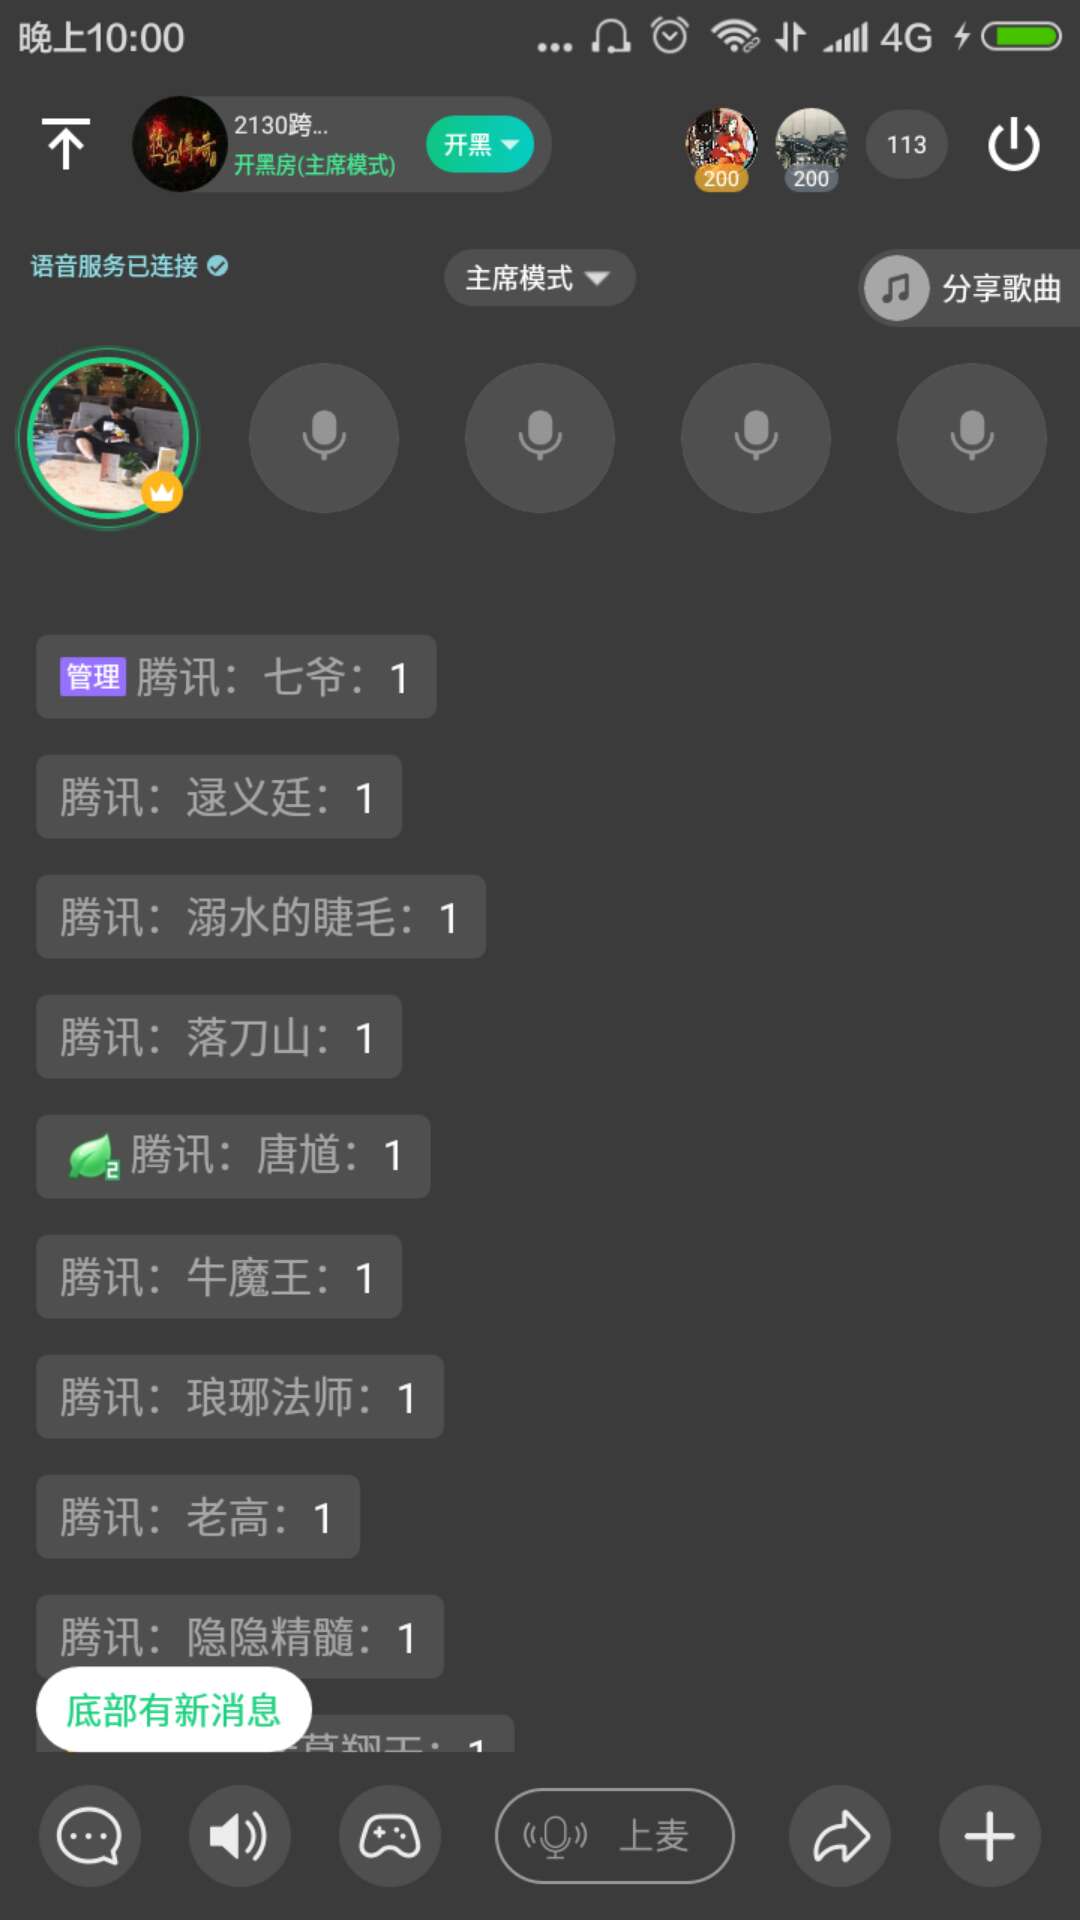 晚上10:00
4G
2130跨...
开黑房(主席模式)
开黑
200
200
113
语音服务已连接
主席模式
分享歌曲
管理 腾讯：七爷：1
腾讯：逯义廷：1
腾讯：溺水的睫毛：1
腾讯：落刀山：1
2 腾讯：唐馗：1
腾讯：牛魔王：1
腾讯：琅琊法师：1
腾讯：老高：1
腾讯：隐隐精髓：1
底部有新消息
上麦